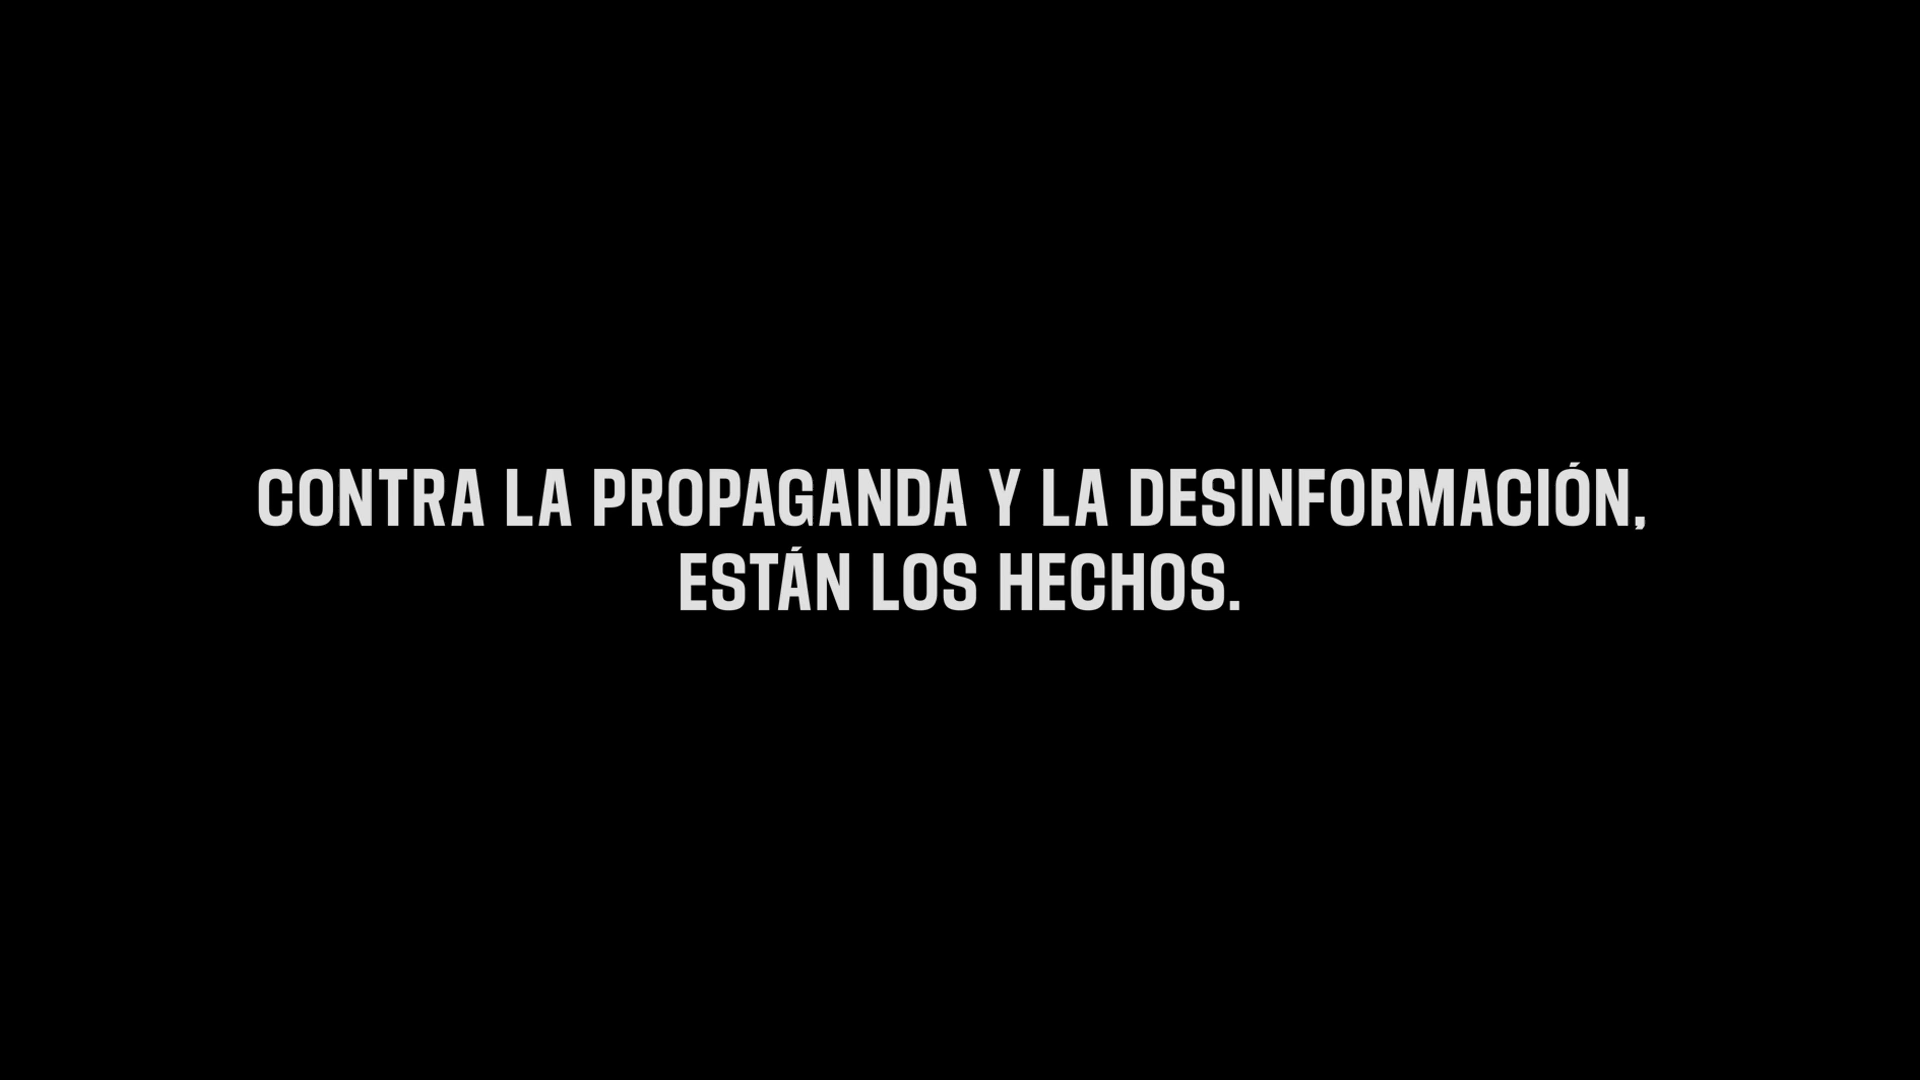 CONTRA LA PROPAGANDA Y LA DESINFORMACIÓN,
ESTÁN LOS HECHOS.